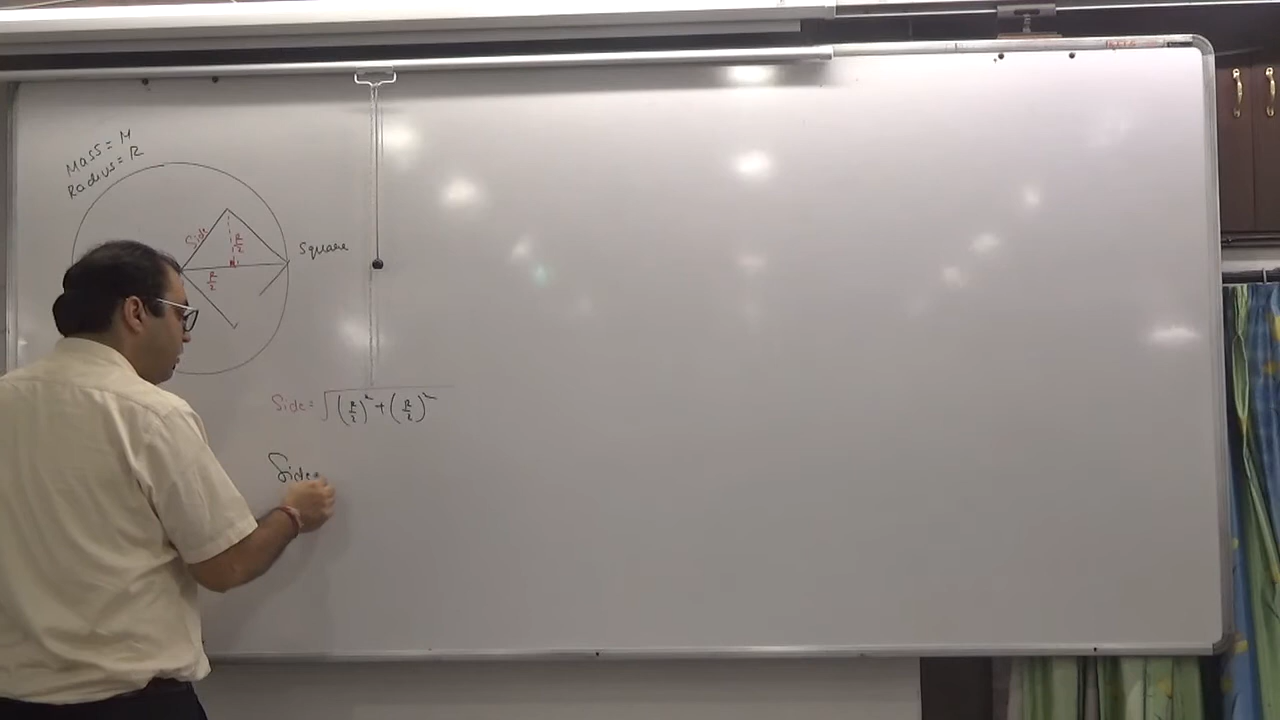 Mass = M
Radius = R
Side
R/2
R/2
Square
Side = √(R/2)² + (R/2)²
Side =